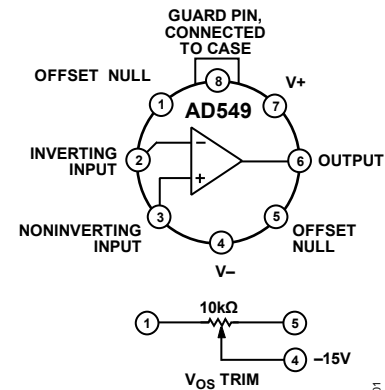 GUARD PIN,
CONNECTED
TO CASE
OFFSET NULL
8
V+
1
AD549
7
INVERTING
INPUT
2
−
6
OUTPUT
+
NONINVERTING
INPUT
3
5
OFFSET
NULL
4
V−
10kΩ
1
5
4
−15V
VOS TRIM